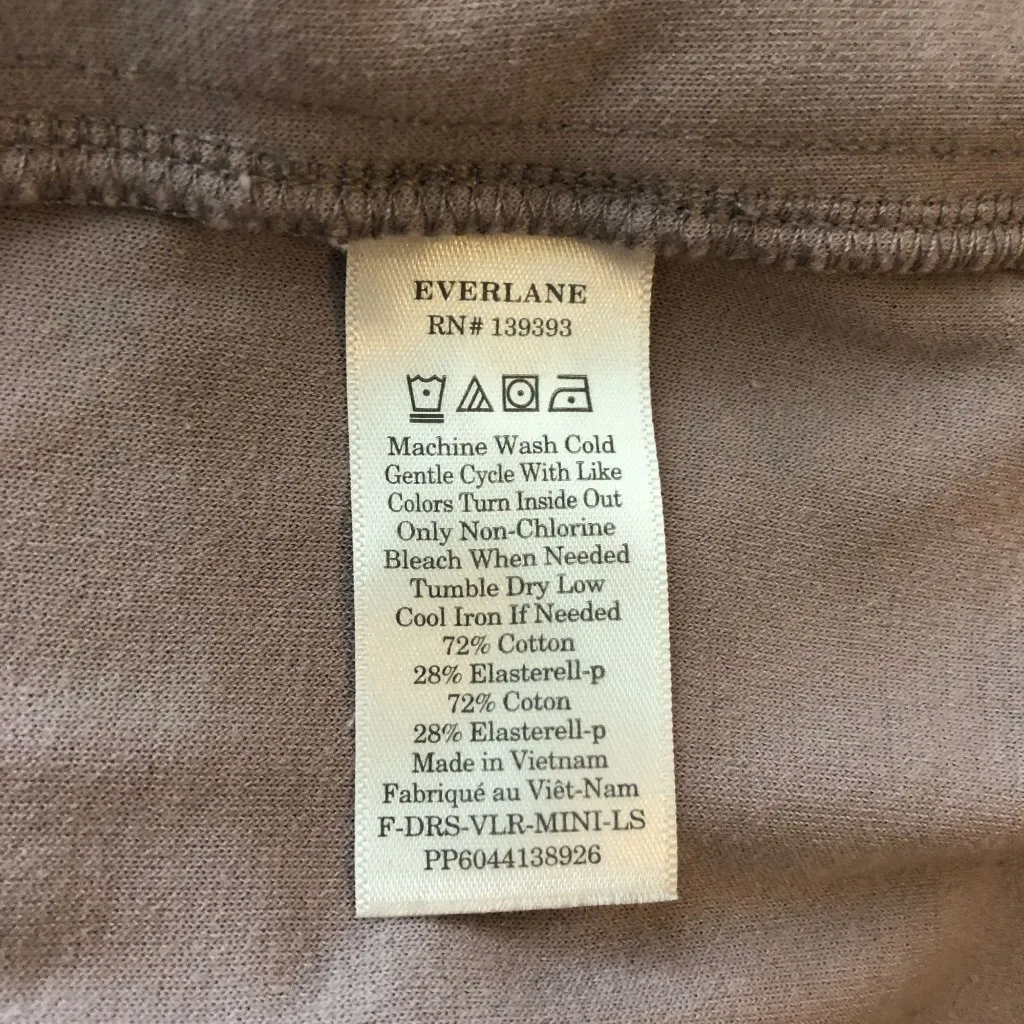 EVERLANE
RN# 139393
Machine Wash Cold
Gentle Cycle With Like
Colors Turn Inside Out
Only Non-Chlorine
Bleach When Needed
Tumble Dry Low
Cool Iron If Needed
72% Cotton
28% Elasterell-p
72% Coton
28% Elasterell-p
Made in Vietnam
Fabriqué au Viêt-Nam
F-DRS-VLR-MINI-LS
PP6044138926